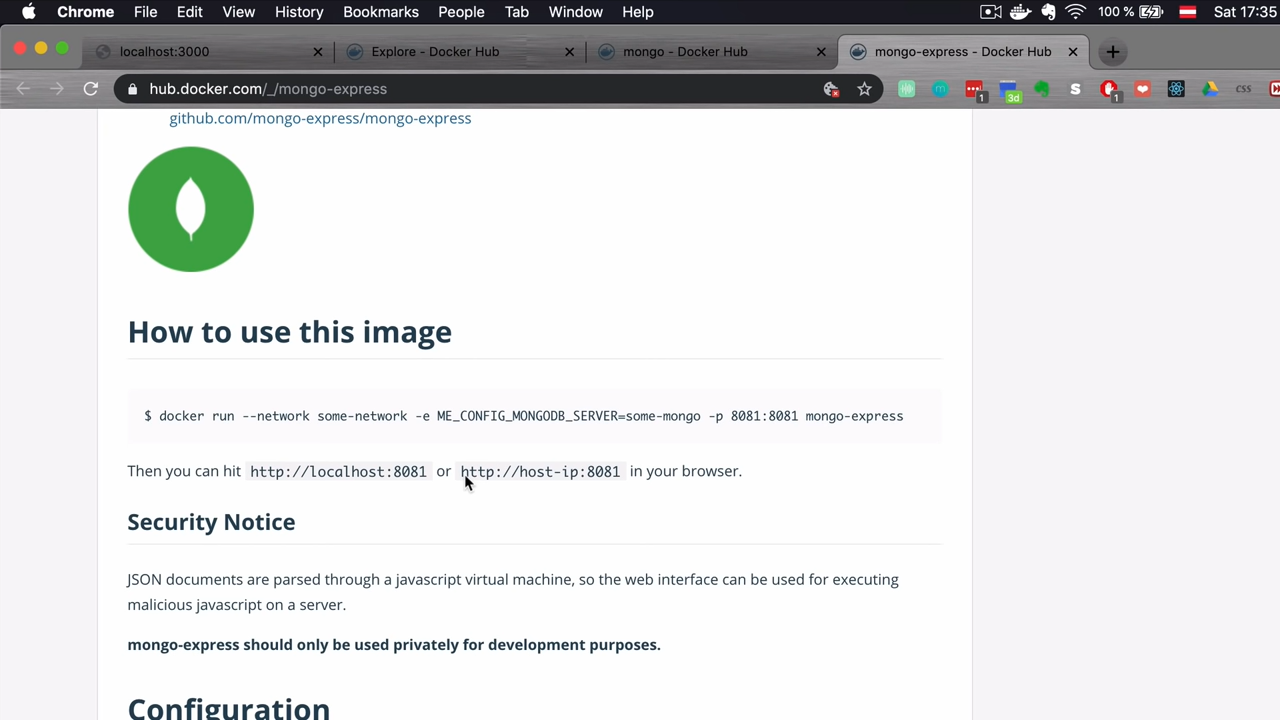 Chrome File Edit View History Bookmarks People Tab Window Help 100 % Sat 17:35
localhost:3000 Explore - Docker Hub mongo - Docker Hub mongo-express - Docker Hub
hub.docker.com/_/mongo-express 1 3d S 1 CSS
github.com/mongo-express/mongo-express
How to use this image
$ docker run --network some-network -e ME_CONFIG_MONGODB_SERVER=some-mongo -p 8081:8081 mongo-express
Then you can hit http://localhost:8081 or http://host-ip:8081 in your browser.
Security Notice
JSON documents are parsed through a javascript virtual machine, so the web interface can be used for executing
malicious javascript on a server.
mongo-express should only be used privately for development purposes.
Configuration